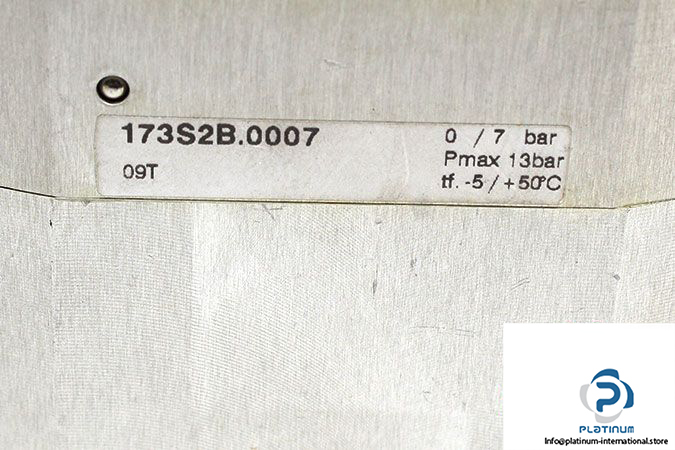 173S2B.0007
09T
0 / 7 bar
Pmax 13bar
tf. -5 / +50°C
PLATINUM
Info@platinum-international.store